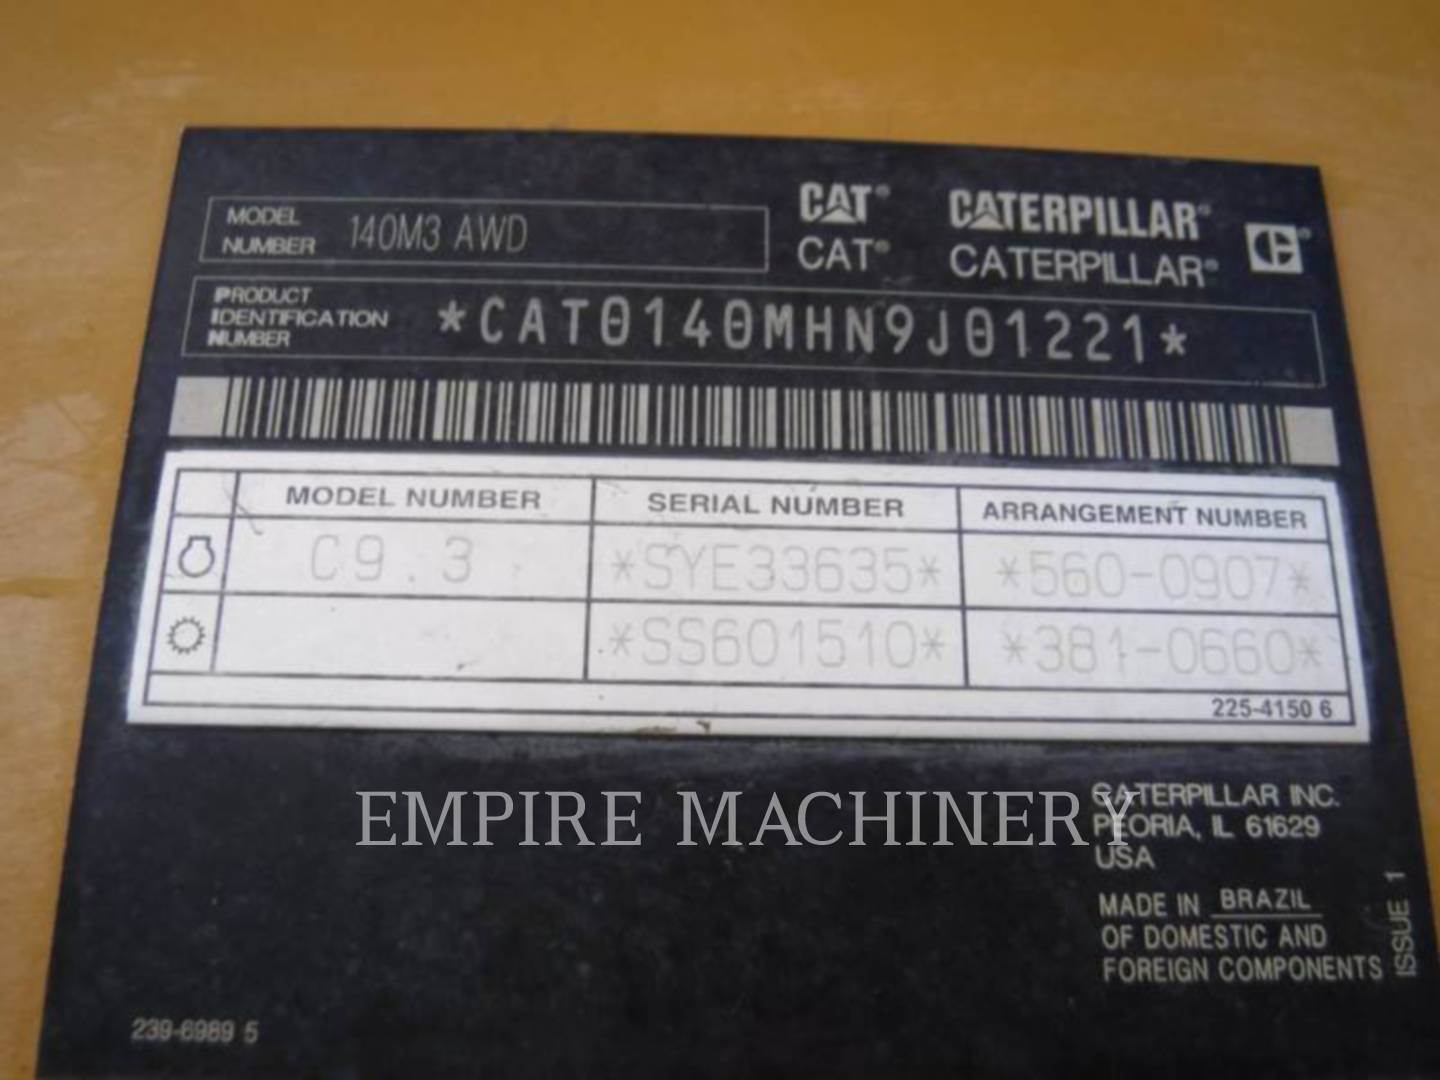 MODEL NUMBER 140M3 AWD
CAT® CATERPILLAR®
CAT® CATERPILLAR®
PRODUCT IDENTIFICATION NUMBER *CAT0140MHN9J01221*
MODEL NUMBER SERIAL NUMBER ARRANGEMENT NUMBER
C9.3 *SYE33635* *560-0907*
*SS601510* *381-0660*
225-4150 6
EMPIRE MACHINERY
CATERPILLAR INC.
PEORIA, IL 61629
USA
MADE IN BRAZIL
OF DOMESTIC AND
FOREIGN COMPONENTS
ISSUE 1
239-6989 5